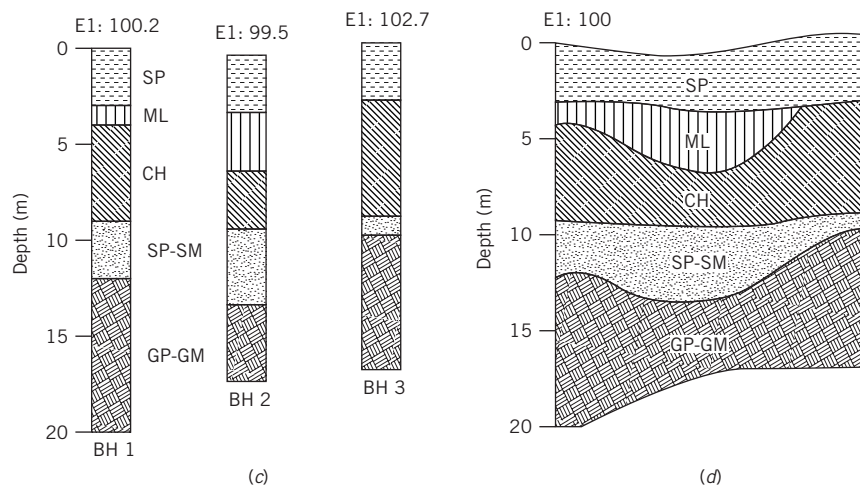 E1: 100.2
E1: 99.5
E1: 102.7
0
5
10
15
20
Depth (m)
SP
ML
CH
SP-SM
GP-GM
BH 1
BH 2
BH 3
(c)
E1: 100
0
5
10
15
20
Depth (m)
SP
ML
CH
SP-SM
GP-GM
(d)